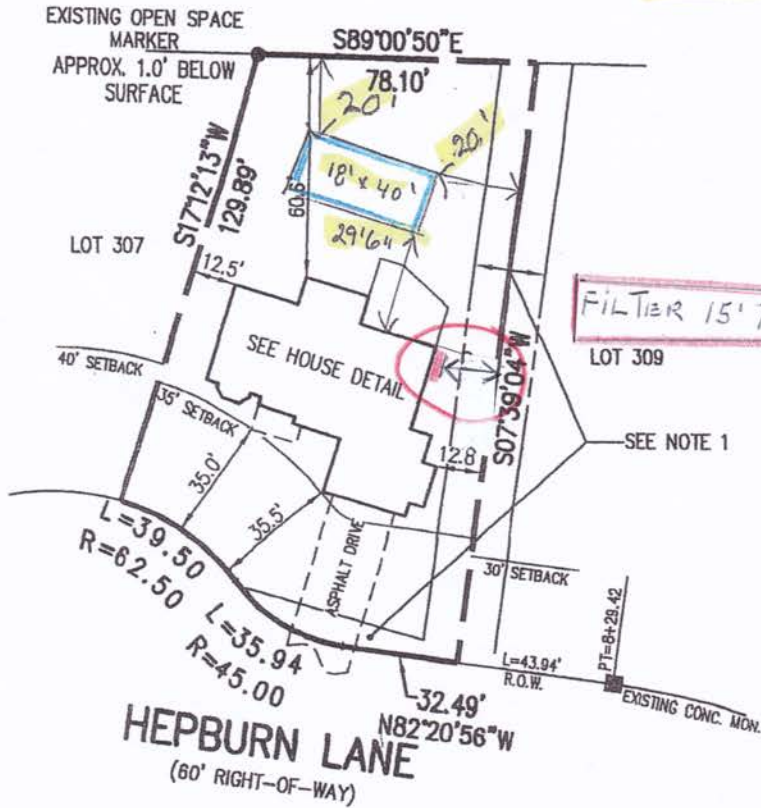 EXISTING OPEN SPACE
MARKER
APPROX. 1.0' BELOW
SURFACE
S89°00'50"E
78.10'
20'
20'
18' x 40'
60.6'
29'6"
S17°12'13"W
129.89'
LOT 307
12.5'
FILTER 15'
LOT 309
SEE HOUSE DETAIL
S07°39'04"W
40' SETBACK
35' SETBACK
SEE NOTE 1
12.8
35.0'
35.5'
ASPHALT DRIVE
30' SETBACK
L=39.50
R=62.50
L=35.94
R=45.00
PT=8+29.42
L=43.94'
R.O.W.
EXISTING CONC. MON.
32.49'
N82°20'56"W
HEPBURN LANE
(60' RIGHT-OF-WAY)